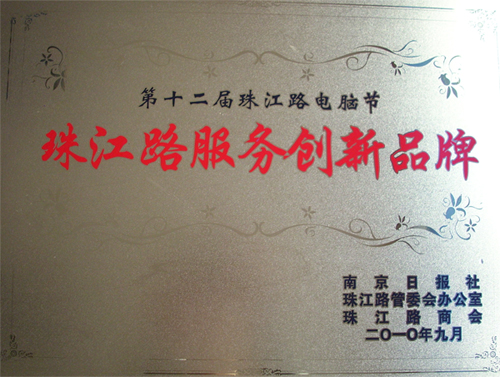 第十二届珠江路电脑节
珠江路服务创新品牌
南京日报社
珠江路管委会办公室
珠江路商会
二〇一〇年九月